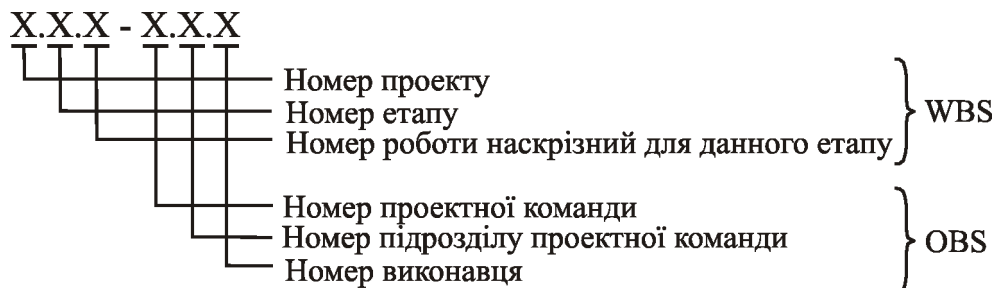 X.X.X - X.X.X
Номер проекту
Номер етапу
WBS
Номер роботи наскрізний для данного етапу
Номер проектної команди
Номер підрозділу проектної команди
OBS
Номер виконавця